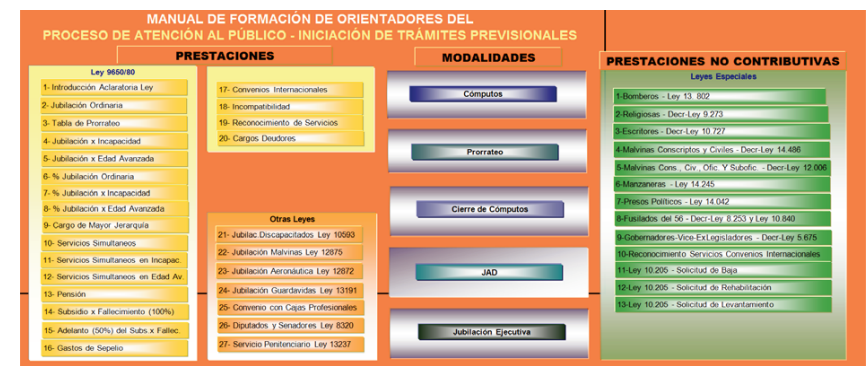 MANUAL DE FORMACIÓN DE ORIENTADORES DEL
PROCESO DE ATENCIÓN AL PÚBLICO - INICIACIÓN DE TRÁMITES PREVISIONALES
PRESTACIONES
Ley 9650/80
1- Introducción Aclaratoria Ley
2- Jubilación Ordinaria
3- Tabla de Prorrateo
4- Jubilación x Incapacidad
5- Jubilación x Edad Avanzada
6- % Jubilación Ordinaria
7- % Jubilación x Incapacidad
8- % Jubilación x Edad Avanzada
9- Cargo de Mayor Jerarquía
10- Servicios Simultaneos
11- Servicios Simultaneos en Incapac.
12- Servicios Simultaneos en Edad Av.
13- Pensión
14- Subsidio x Fallecimiento (100%)
15- Adelanto (50%) del Subs x Fallec.
16- Gastos de Sepelio
17- Convenios Internacionales
18- Incompatibilidad
19- Reconocimiento de Servicios
20- Cargos Deudores
Otras Leyes
21- Jubilac.Discapacitados Ley 10593
22- Jubilación Malvinas Ley 12875
23- Jubilación Aeronáutica Ley 12872
24- Jubilación Guardavidas Ley 13191
25- Convenio con Cajas Profesionales
26- Diputados y Senadores Ley 8320
27- Servicio Penitenciario Ley 13237
MODALIDADES
Cómputos
Prorrateo
Cierre de Cómputos
JAD
Jubilación Ejecutiva
PRESTACIONES NO CONTRIBUTIVAS
Leyes Especiales
1-Bomberos - Ley 13. 802
2-Religiosas - Decr-Ley 9.273
3-Escritores - Decr-Ley 10.727
4-Malvinas Conscriptos y Civiles - Decr-Ley 14.486
5-Malvinas Cons., Civ., Ofic. Y Subofic. - Decr-Ley 12.006
6-Manzaneras - Ley 14.245
7-Presos Políticos - Ley 14.042
8-Fusilados del 56 - Decr-Ley 8.253 y Ley 10.840
9-Gobernadores-Vice-ExLegisladores - Decr-Ley 5.675
10-Reconocimiento Servicios Convenios Internacionales
11-Ley 10.205 - Solicitud de Baja
12-Ley 10.205 - Solicitud de Rehabilitación
13-Ley 10.205 - Solicitud de Levantamiento